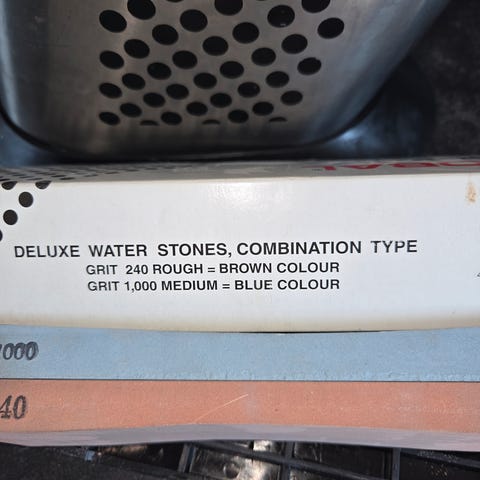 DELUXE WATER STONES, COMBINATION TYPE
GRIT 240 ROUGH = BROWN COLOUR
GRIT 1,000 MEDIUM = BLUE COLOUR
1000
40